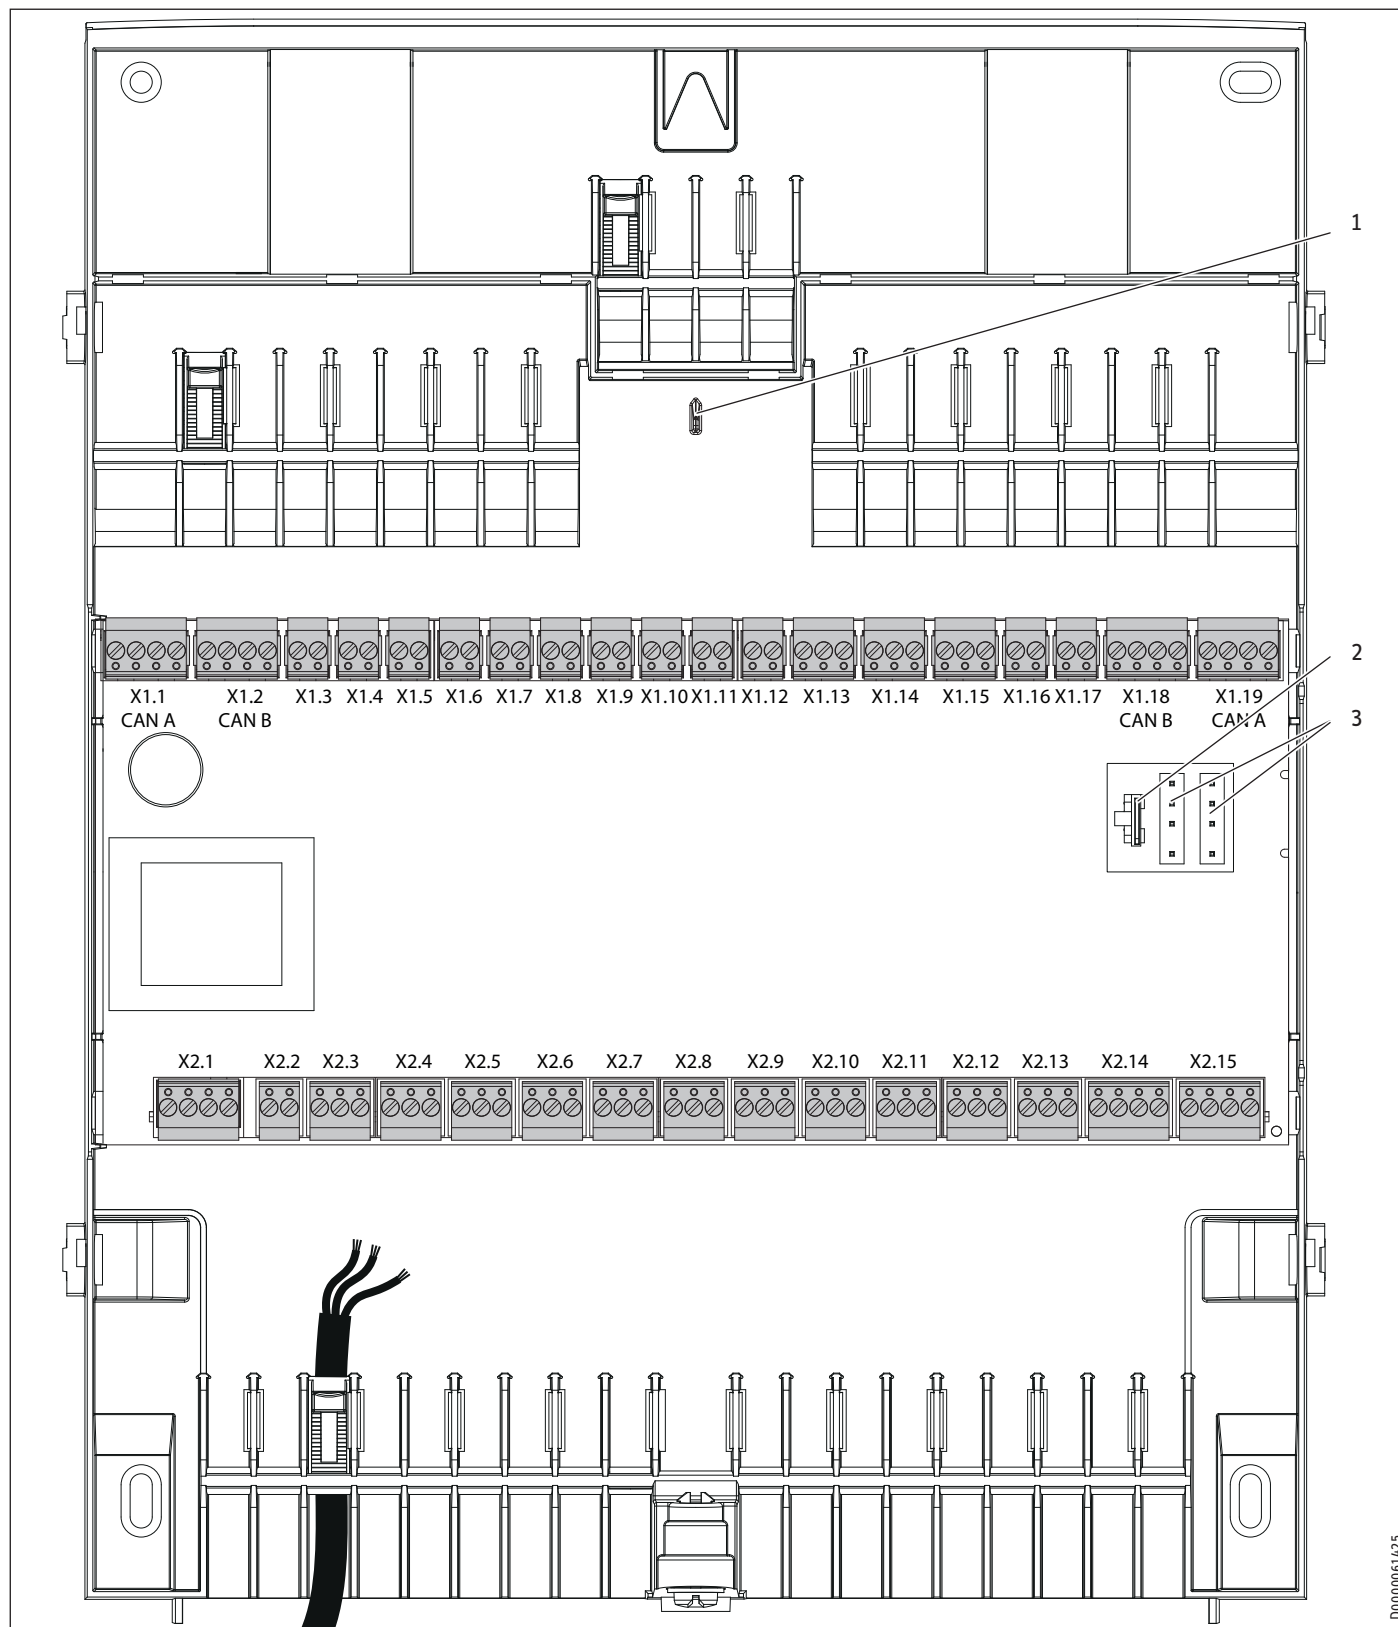 1
X1.1 X1.2 X1.3 X1.4 X1.5 X1.6 X1.7 X1.8 X1.9 X1.10 X1.11 X1.12 X1.13 X1.14 X1.15 X1.16 X1.17 X1.18 X1.19
CAN A CAN B CAN B CAN A
2
3
X2.1 X2.2 X2.3 X2.4 X2.5 X2.6 X2.7 X2.8 X2.9 X2.10 X2.11 X2.12 X2.13 X2.14 X2.15
D0000061425